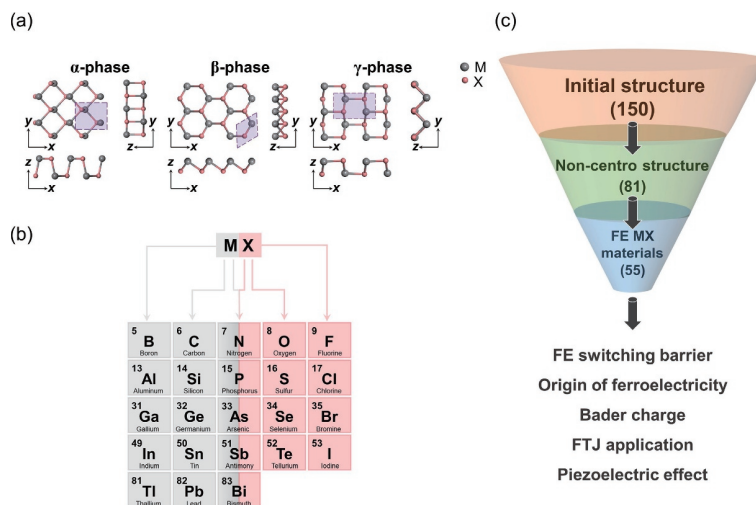 (a)
α-phase
β-phase
γ-phase
M
X
y
x
z
y
z
x
y
x
z
y
z
x
y
x
z
y
z
x
(b)
M X
5
B
Boron
6
C
Carbon
7
N
Nitrogen
8
O
Oxygen
9
F
Fluorine
13
Al
Aluminum
14
Si
Silicon
15
P
Phosphorus
16
S
Sulfur
17
Cl
Chlorine
31
Ga
Gallium
32
Ge
Germanium
33
As
Arsenic
34
Se
Selenium
35
Br
Bromine
49
In
Indium
50
Sn
Tin
51
Sb
Antimony
52
Te
Tellurium
53
I
Iodine
81
Tl
Thallium
82
Pb
Lead
83
Bi
Bismuth
(c)
Initial structure
(150)
Non-centro structure
(81)
FE MX
materials
(55)
FE switching barrier
Origin of ferroelectricity
Bader charge
FTJ application
Piezoelectric effect